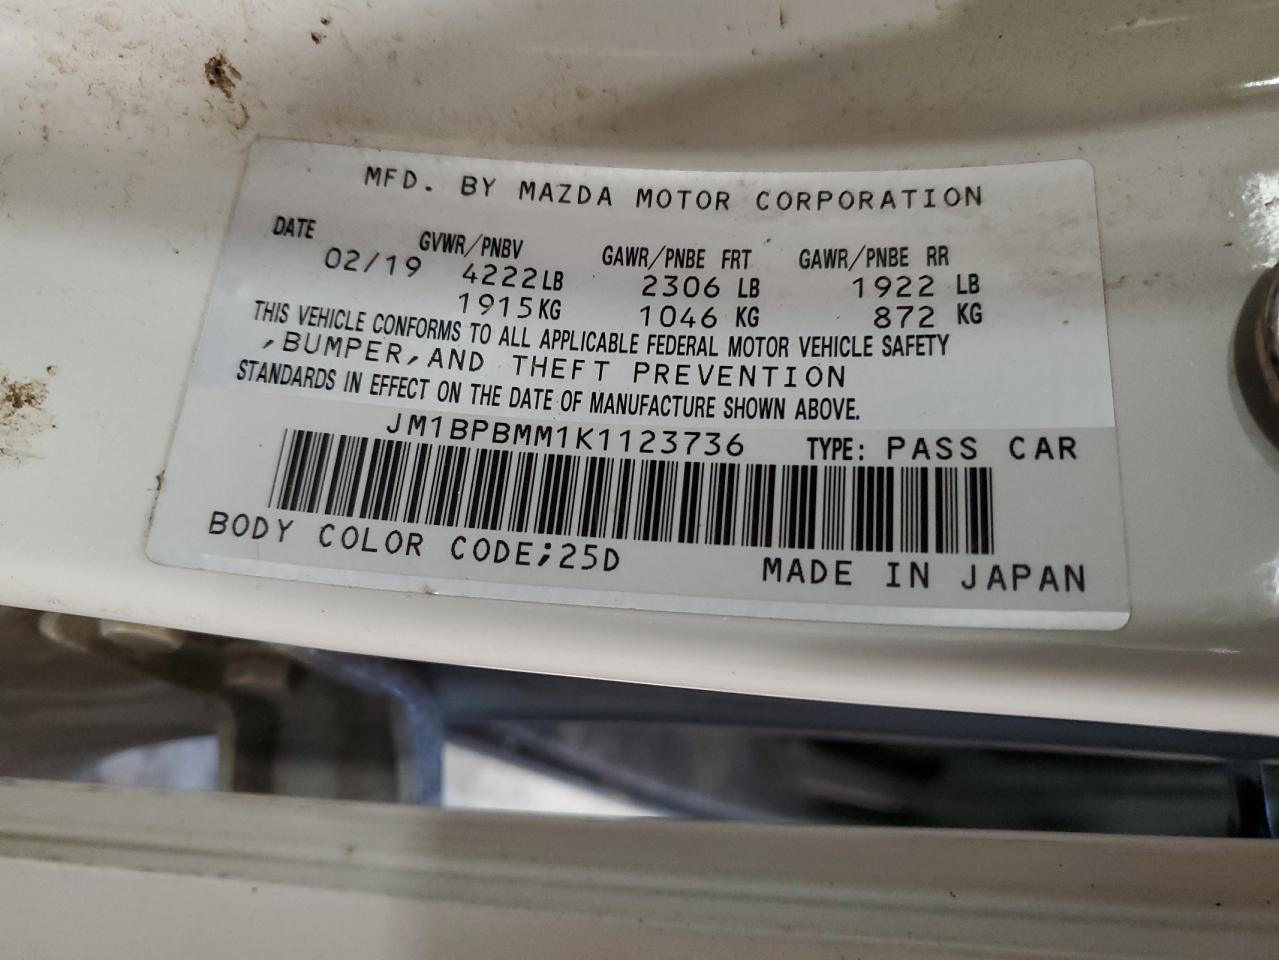 MFD. BY MAZDA MOTOR CORPORATION
DATE GVWR/PNBV GAWR/PNBE FRT GAWR/PNBE RR
02/19 4222LB 2306 LB 1922 LB
1915KG 1046 KG 872 KG
THIS VEHICLE CONFORMS TO ALL APPLICABLE FEDERAL MOTOR VEHICLE SAFETY
,BUMPER,AND THEFT PREVENTION
STANDARDS IN EFFECT ON THE DATE OF MANUFACTURE SHOWN ABOVE.
JM1BPBMM1K1123736 TYPE: PASS CAR
BODY COLOR CODE;25D MADE IN JAPAN